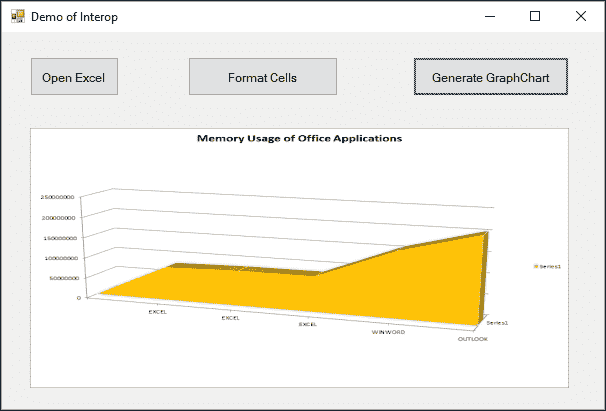 Demo of Interop
Open Excel
Format Cells
Generate GraphChart
Memory Usage of Office Applications
250000000
200000000
150000000
100000000
50000000
0
EXCEL
EXCEL
EXCEL
WINWORD
OUTLOOK
Series1
Series1